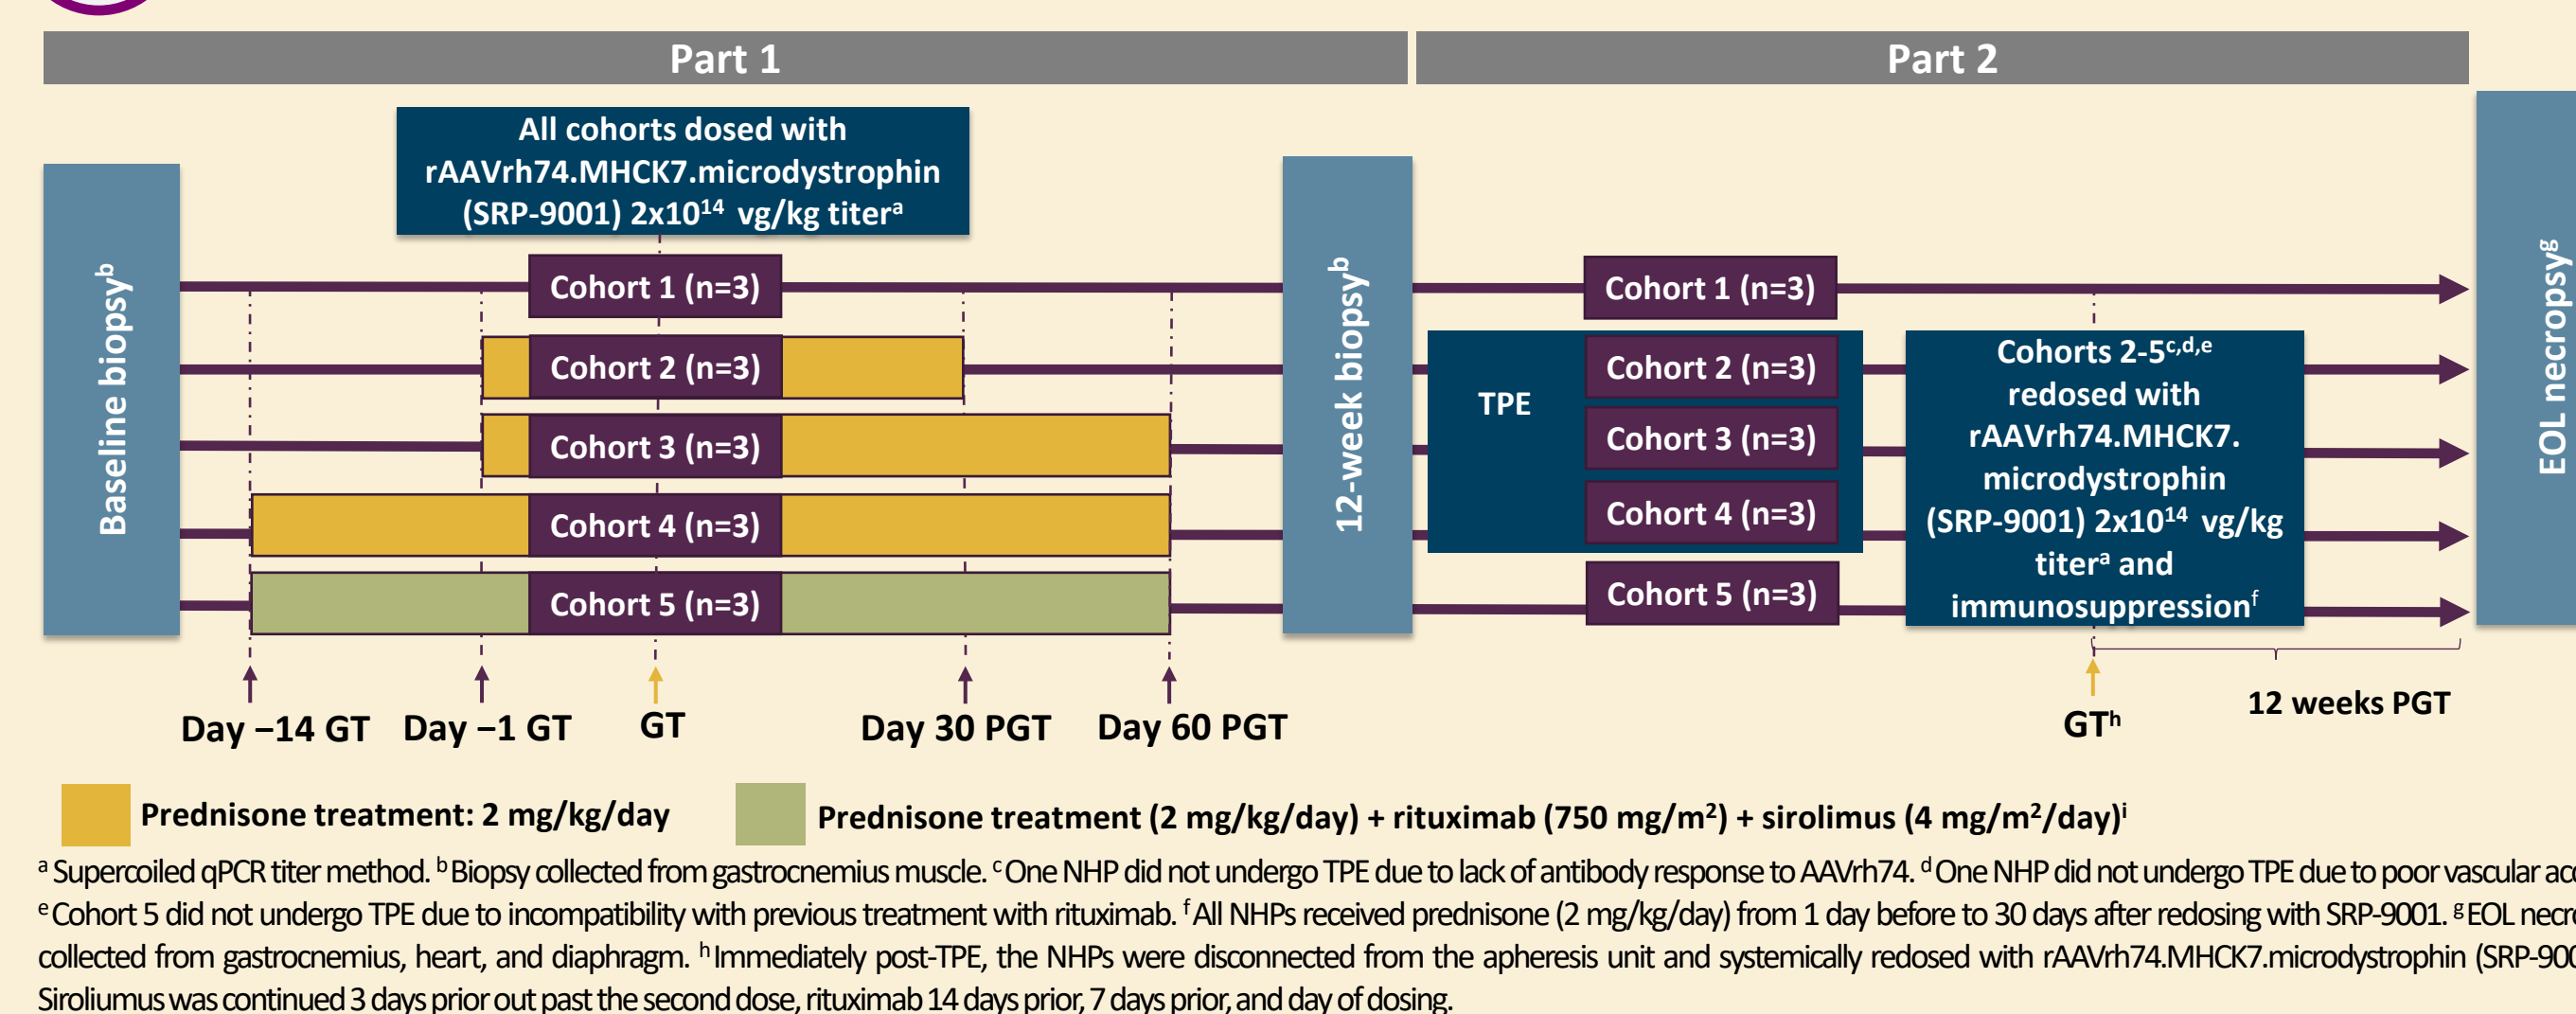 Part 1
Part 2
All cohorts dosed with
rAAVrh74.MHCK7.microdystrophin
(SRP-9001) 2x10¹⁴ vg/kg titerᵃ
Baseline biopsyᵇ
Cohort 1 (n=3)
Cohort 2 (n=3)
Cohort 3 (n=3)
Cohort 4 (n=3)
Cohort 5 (n=3)
12-week biopsyᵇ
Cohort 1 (n=3)
TPE
Cohort 2 (n=3)
Cohort 3 (n=3)
Cohort 4 (n=3)
Cohort 5 (n=3)
Cohorts 2-5ᶜ,ᵈ,ᵉ
redosed with
rAAVrh74.MHCK7.
microdystrophin
(SRP-9001) 2x10¹⁴ vg/kg
titerᵃ and
immunosuppressionᶠ
EOL necropsyᵍ
Day –14 GT
Day –1 GT
GT
Day 30 PGT
Day 60 PGT
GTʰ
12 weeks PGT
Prednisone treatment: 2 mg/kg/day
Prednisone treatment (2 mg/kg/day) + rituximab (750 mg/m²) + sirolimus (4 mg/m²/day)ⁱ
ᵃ Supercoiled qPCR titer method. ᵇ Biopsy collected from gastrocnemius muscle. ᶜ One NHP did not undergo TPE due to lack of antibody response to AAVrh74. ᵈ One NHP did not undergo TPE due to poor vascular
ᵉ Cohort 5 did not undergo TPE due to incompatibility with previous treatment with rituximab. ᶠ All NHPs received prednisone (2 mg/kg/day) from 1 day before to 30 days after redosing with SRP-9001. ᵍ EOL
collected from gastrocnemius, heart, and diaphragm. ʰ Immediately post-TPE, the NHPs were disconnected from the apheresis unit and systemically redosed with rAAVrh74.MHCK7.microdystrophin
Siroliumus was continued 3 days prior out past the second dose, rituximab 14 days prior, 7 days prior, and day of dosing.